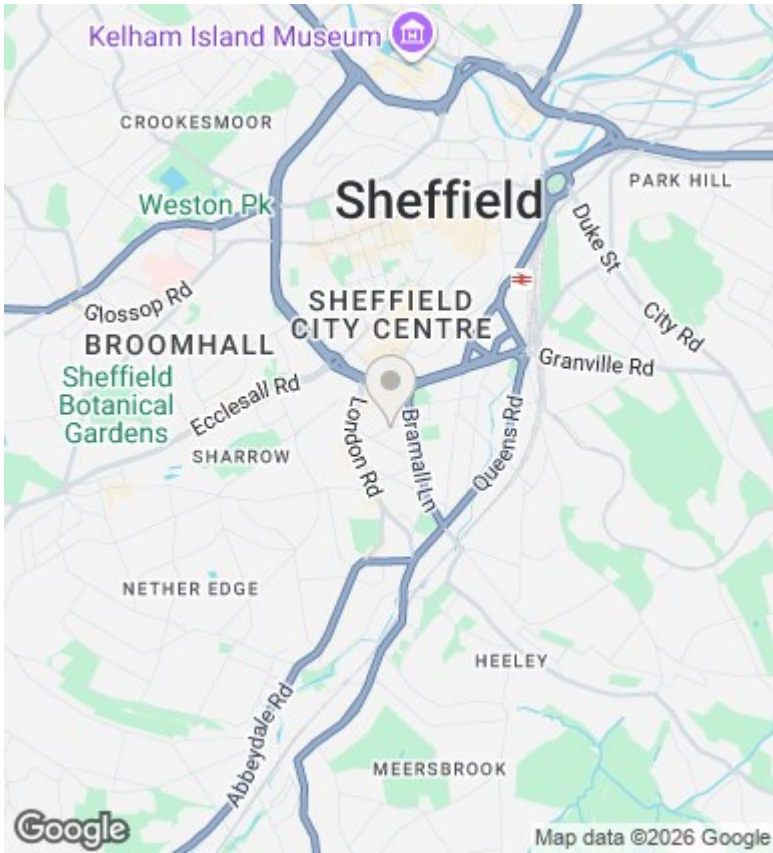 Kelham Island Museum
CROOKESMOOR
PARK HILL
Weston Pk
Sheffield
Duke St
Glossop Rd
SHEFFIELD
CITY CENTRE
City Rd
BROOMHALL
Granville Rd
Sheffield
Botanical
Gardens
Ecclesall Rd
London Rd
Bramall Ln
Queens Rd
SHARROW
NETHER EDGE
HEELEY
Abbeydale Rd
MEERSBROOK
Google
Map data ©2026 Google